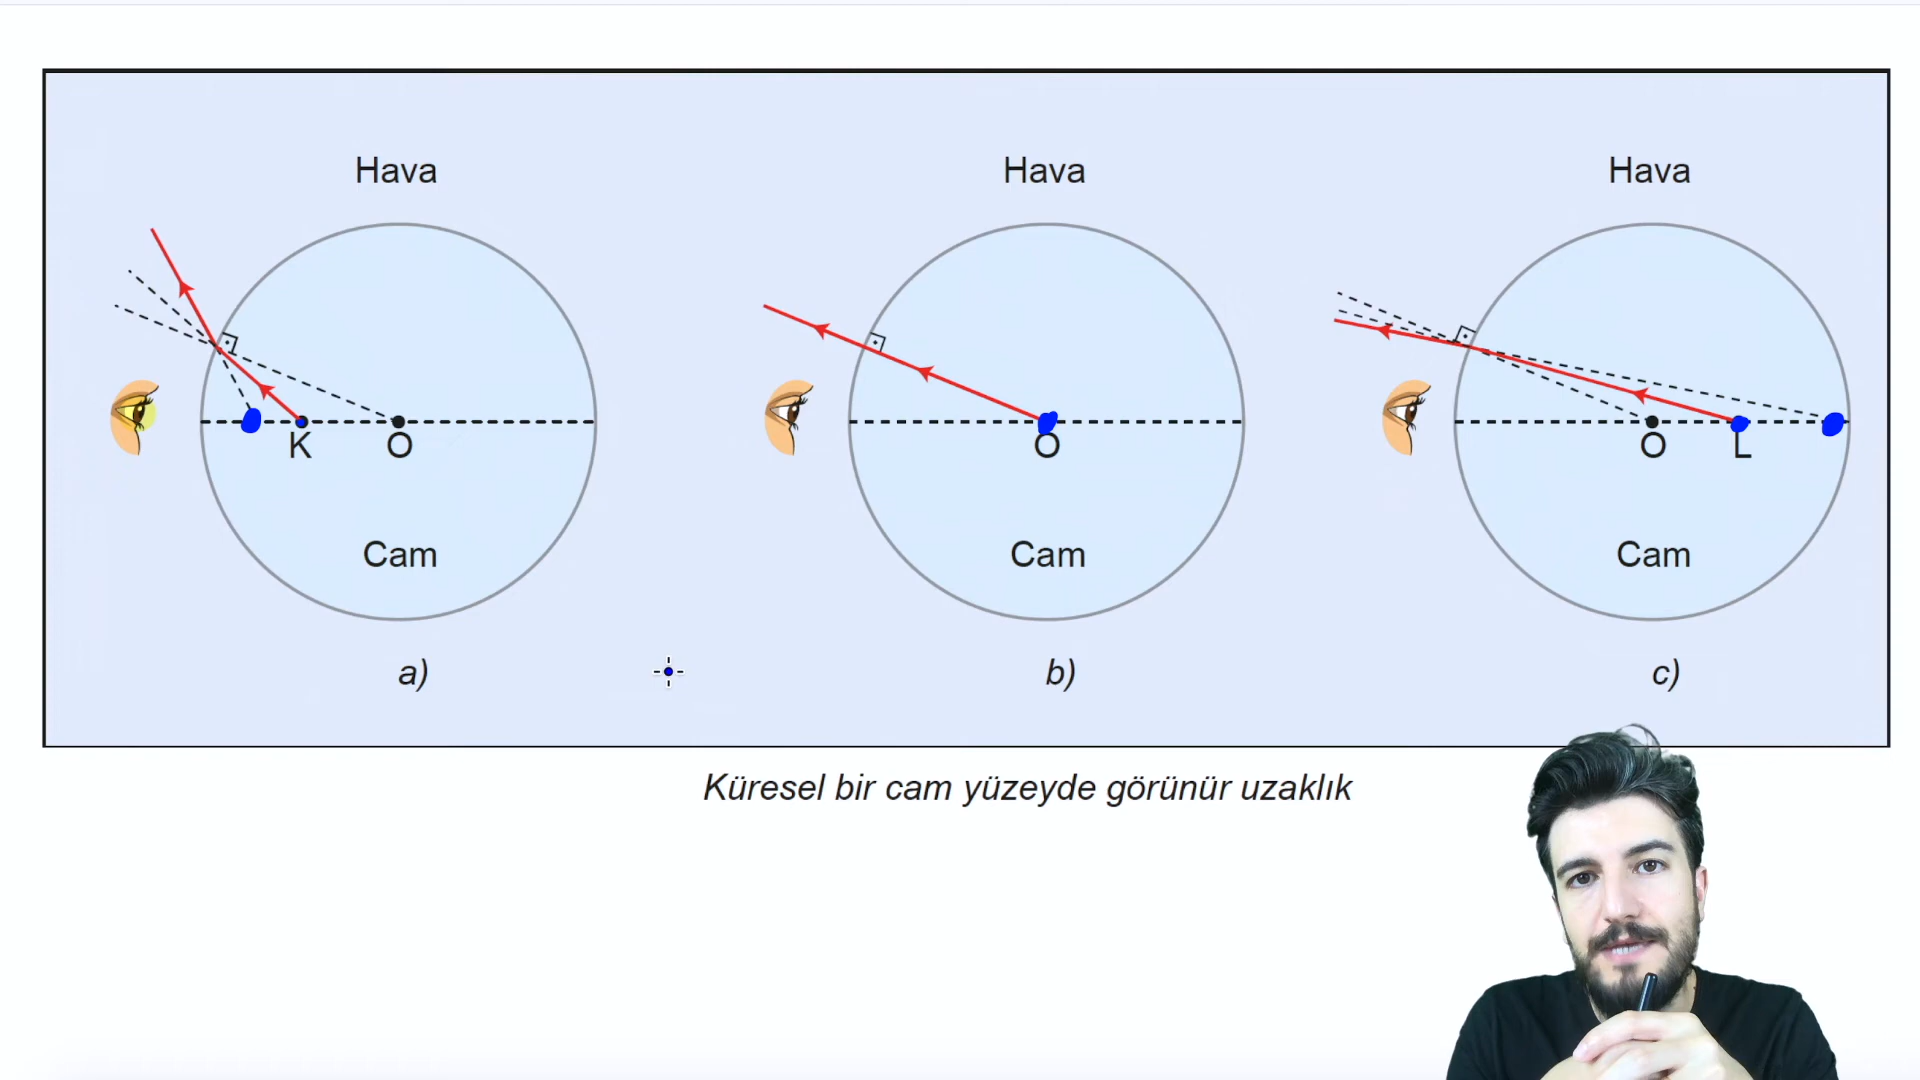 Hava Hava Hava
K O O O L
Cam Cam Cam
a) b) c)
Küresel bir cam yüzeyde görünür uzaklık